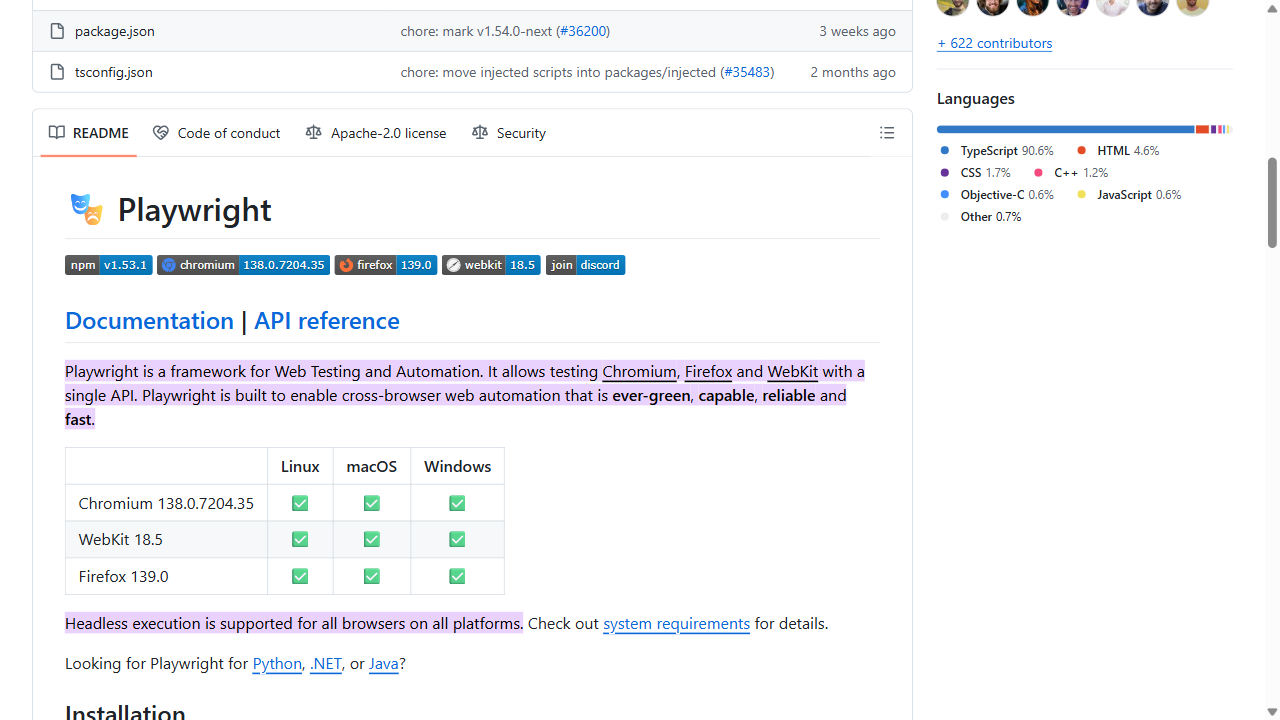 package.json chore: mark v1.54.0-next (#36200) 3 weeks ago
tsconfig.json chore: move injected scripts into packages/injected (#35483) 2 months ago
README Code of conduct Apache-2.0 license Security
Playwright
npm v1.53.1 chromium 138.0.7204.35 firefox 139.0 webkit 18.5 join discord
Documentation | API reference
Playwright is a framework for Web Testing and Automation. It allows testing Chromium, Firefox and WebKit with a
single API. Playwright is built to enable cross-browser web automation that is ever-green, capable, reliable and
fast.
Linux macOS Windows
Chromium 138.0.7204.35 ✅ ✅ ✅
WebKit 18.5 ✅ ✅ ✅
Firefox 139.0 ✅ ✅ ✅
Headless execution is supported for all browsers on all platforms. Check out system requirements for details.
Looking for Playwright for Python, .NET, or Java?
Installation
+ 622 contributors
Languages
TypeScript 90.6% HTML 4.6%
CSS 1.7% C++ 1.2%
Objective-C 0.6% JavaScript 0.6%
Other 0.7%